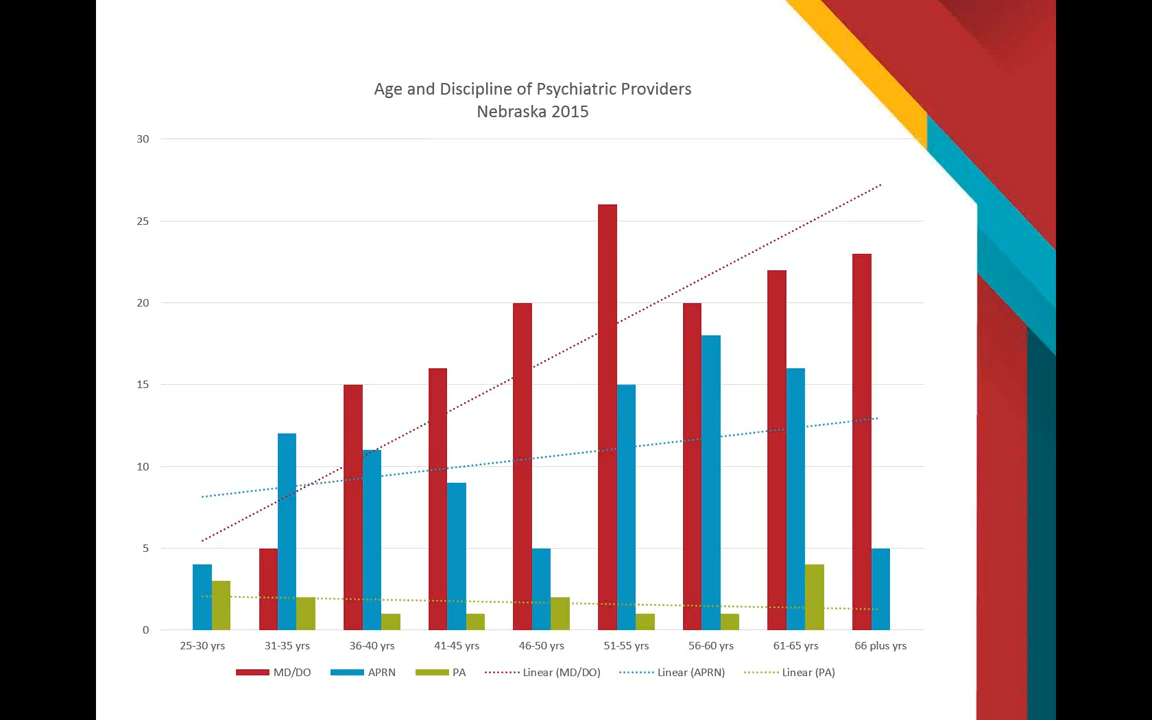 Age and Discipline of Psychiatric Providers
Nebraska 2015
30
25
20
15
10
5
0
25-30 yrs 31-35 yrs 36-40 yrs 41-45 yrs 46-50 yrs 51-55 yrs 56-60 yrs 61-65 yrs 66 plus yrs
MD/DO APRN PA Linear (MD/DO) Linear (APRN) Linear (PA)